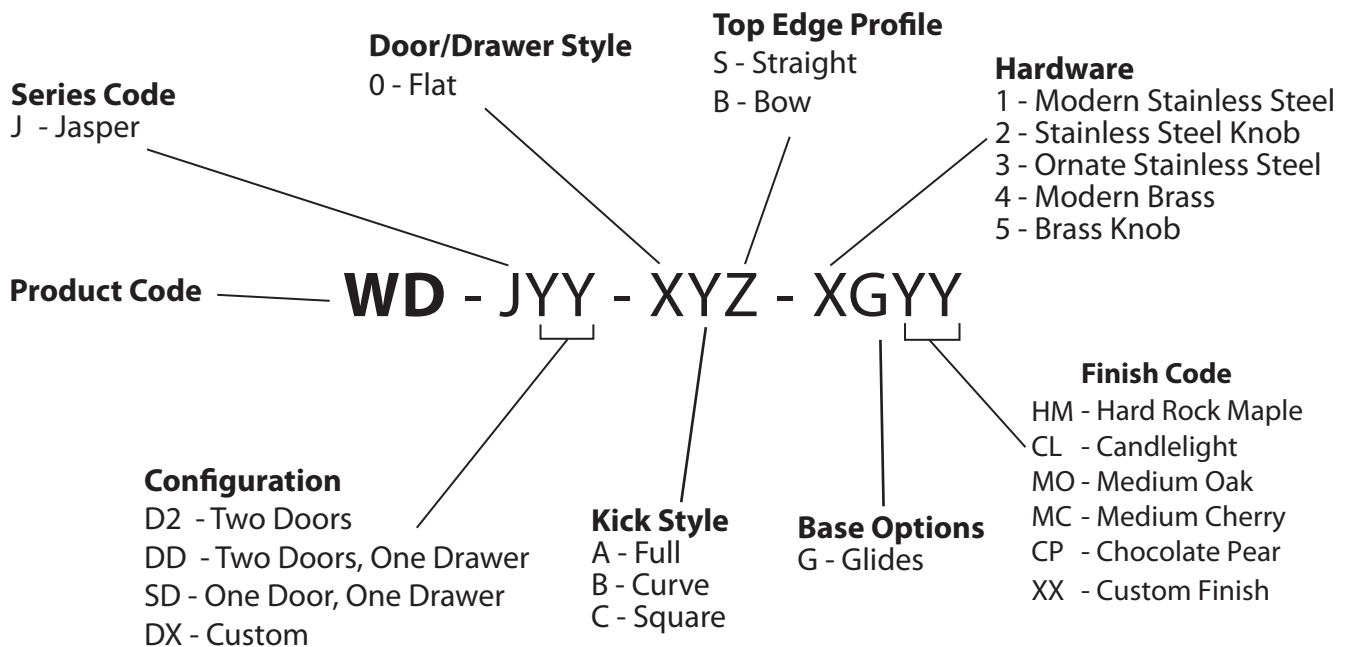 Door/Drawer Style
0 - Flat
Top Edge Profile
S - Straight
B - Bow
Hardware
1 - Modern Stainless Steel
2 - Stainless Steel Knob
3 - Ornate Stainless Steel
4 - Modern Brass
5 - Brass Knob
Series Code
J - Jasper
Product Code
WD - JYY - XYZ - XGYY
Configuration
D2 - Two Doors
DD - Two Doors, One Drawer
SD - One Door, One Drawer
DX - Custom
Kick Style
A - Full
B - Curve
C - Square
Base Options
G - Glides
Finish Code
HM - Hard Rock Maple
CL - Candlelight
MO - Medium Oak
MC - Medium Cherry
CP - Chocolate Pear
XX - Custom Finish